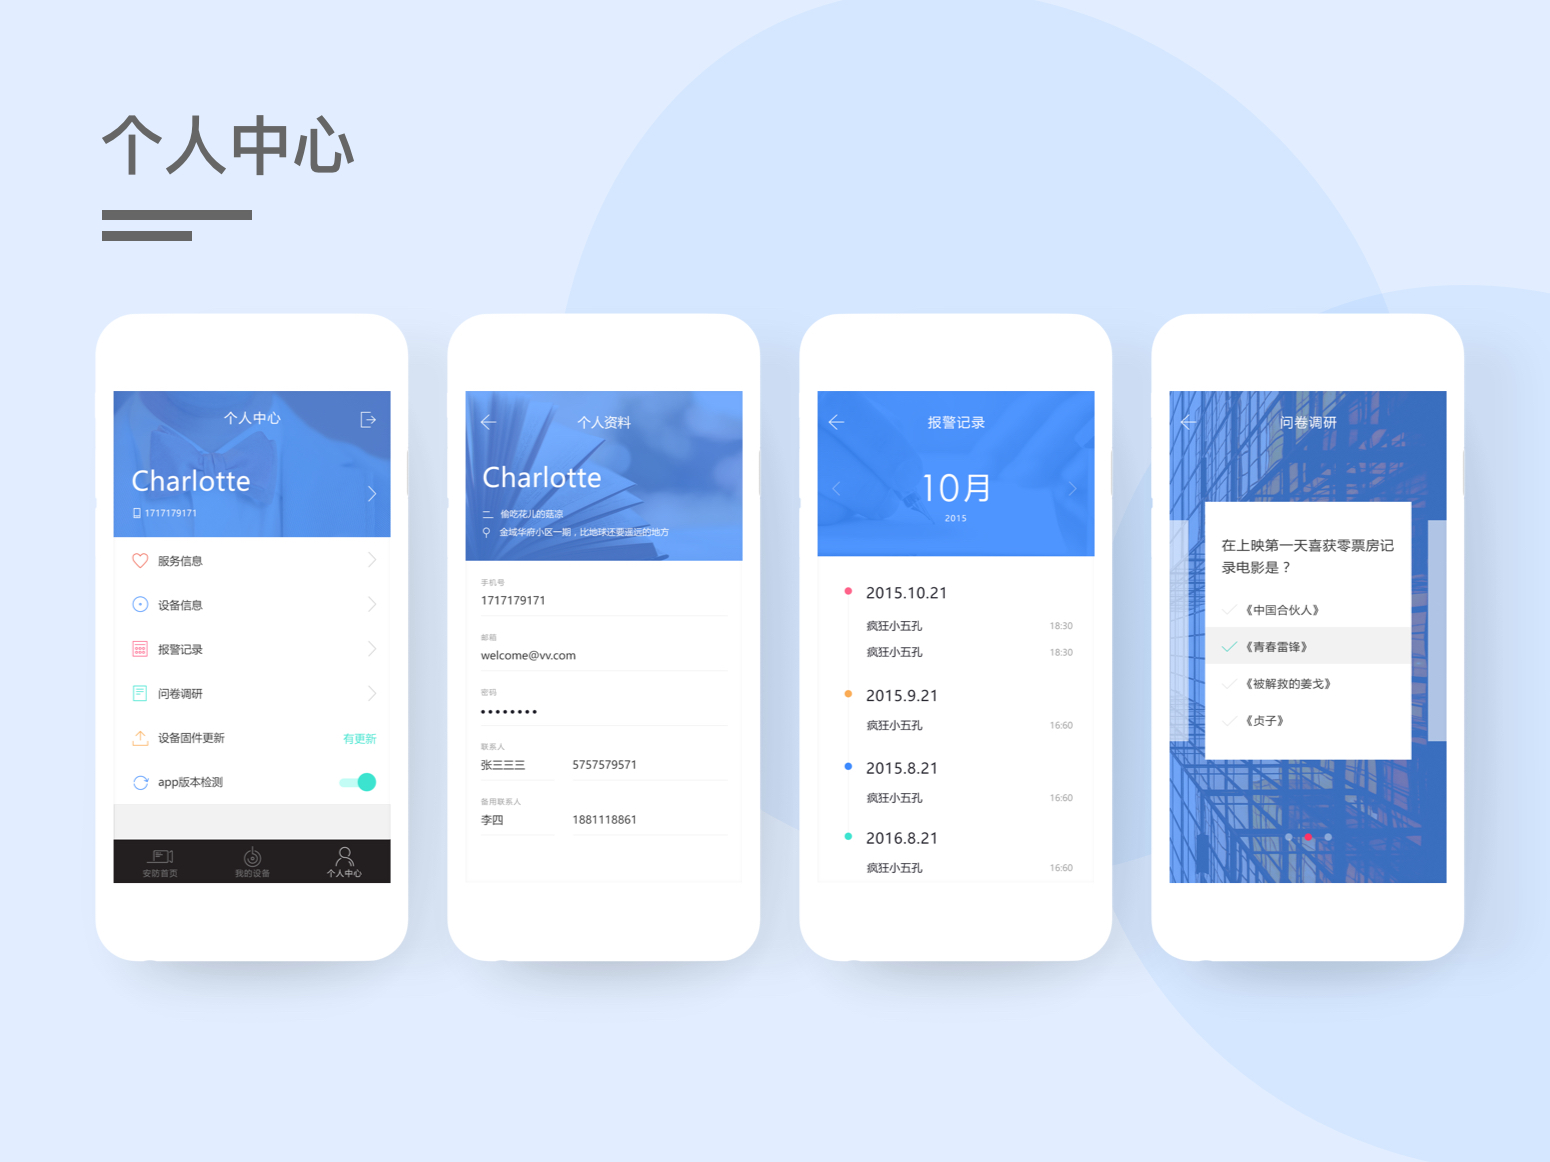 个人中心
个人中心
Charlotte
1717179171
服务信息
设备信息
报警记录
问卷调研
设备固件更新
有更新
app版本检测
安防首页
我的设备
个人中心
个人资料
Charlotte
偷吃花儿的菇凉
金域华府小区一期，比地球还要遥远的地方
手机号
1717179171
邮箱
welcome@vv.com
密码
联系人
张三三三 5757579571
备用联系人
李四 1881118861
报警记录
10月
2015
2015.10.21
疯狂小五孔 18:30
疯狂小五孔 18:30
2015.9.21
疯狂小五孔 16:60
2015.8.21
疯狂小五孔 16:60
2016.8.21
疯狂小五孔 16:60
问卷调研
在上映第一天喜获零票房记
录电影是？
《中国合伙人》
《青春雷锋》
《被解救的姜戈》
《贞子》